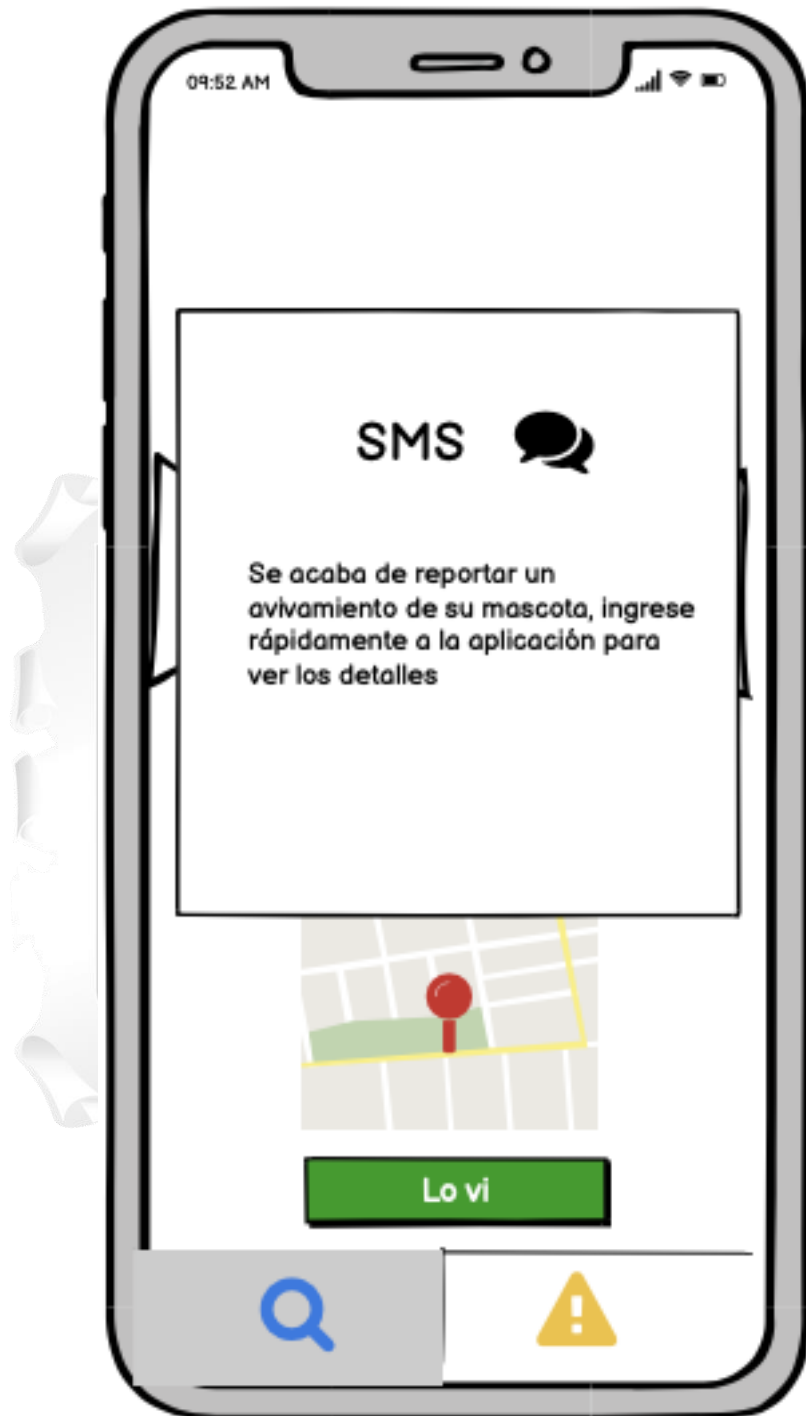 09:52 AM
SMS
Se acaba de reportar un
avivamiento de su mascota, ingrese
rápidamente a la aplicación para
ver los detalles
Lo vi